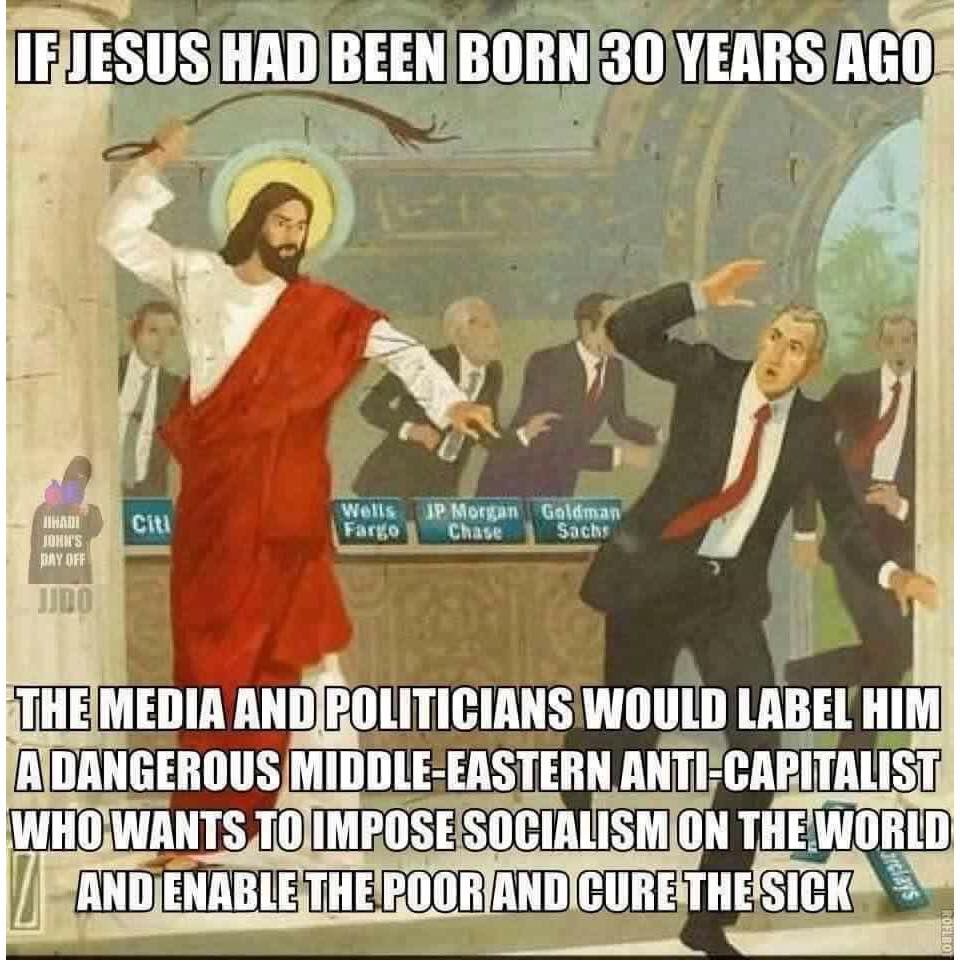 IF JESUS HAD BEEN BORN 30 YEARS AGO
JIHADI
JOHN'S
DAY OFF
JJDO
Citi
Wells
Fargo
JP Morgan
Chase
Goldman
Sachs
THE MEDIA AND POLITICIANS WOULD LABEL HIM
A DANGEROUS MIDDLE-EASTERN ANTI-CAPITALIST
WHO WANTS TO IMPOSE SOCIALISM ON THE WORLD
AND ENABLE THE POOR AND CURE THE SICK
arclays